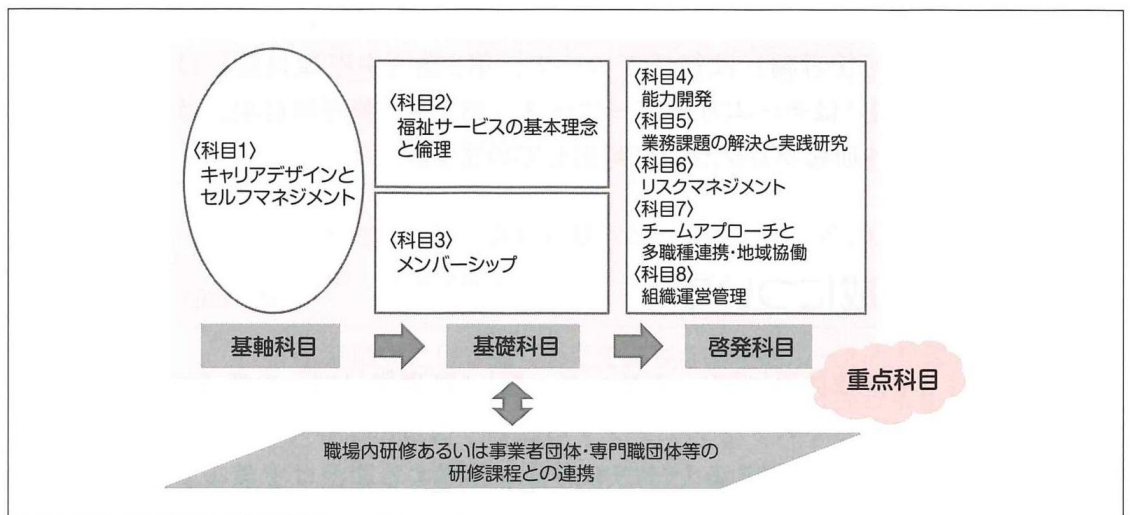 〈科目1〉
キャリアデザインと
セルフマネジメント
〈科目2〉
福祉サービスの基本理念
と倫理
〈科目3〉
メンバーシップ
〈科目4〉
能力開発
〈科目5〉
業務課題の解決と実践研究
〈科目6〉
リスクマネジメント
〈科目7〉
チームアプローチと
多職種連携・地域協働
〈科目8〉
組織運営管理
基軸科目
基礎科目
啓発科目
重点科目
職場内研修あるいは事業者団体・専門職団体等の
研修課程との連携